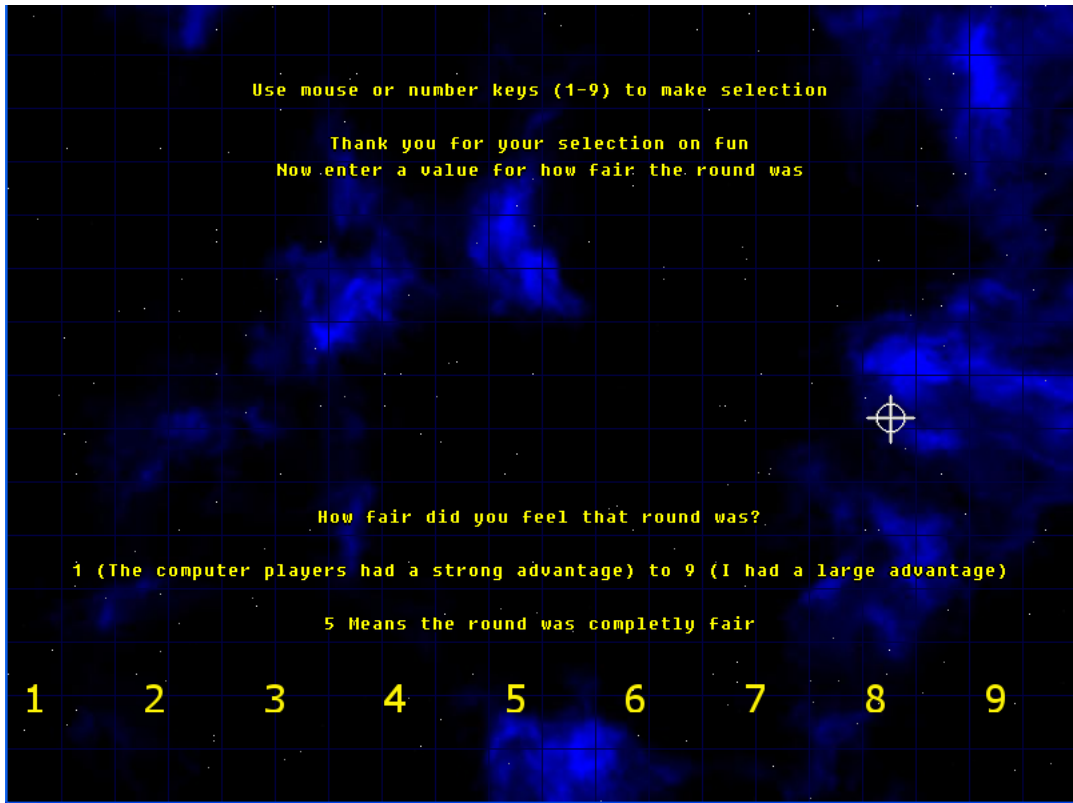 Use mouse or number keys (1-9) to make selection
Thank you for your selection on fun
Now enter a value for how fair the round was
How fair did you feel that round was?
1 (The computer players had a strong advantage) to 9 (I had a large advantage)
5 Means the round was completly fair
1 2 3 4 5 6 7 8 9